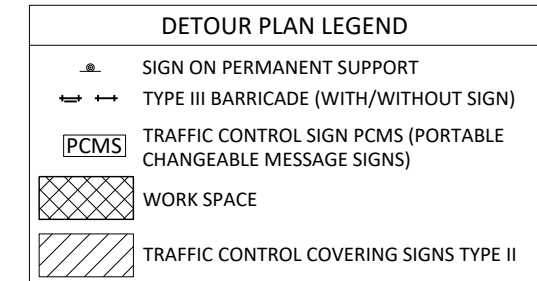 DETOUR PLAN LEGEND
SIGN ON PERMANENT SUPPORT
TYPE III BARRICADE (WITH/WITHOUT SIGN)
PCMS TRAFFIC CONTROL SIGN PCMS (PORTABLE
CHANGEABLE MESSAGE SIGNS)
WORK SPACE
TRAFFIC CONTROL COVERING SIGNS TYPE II